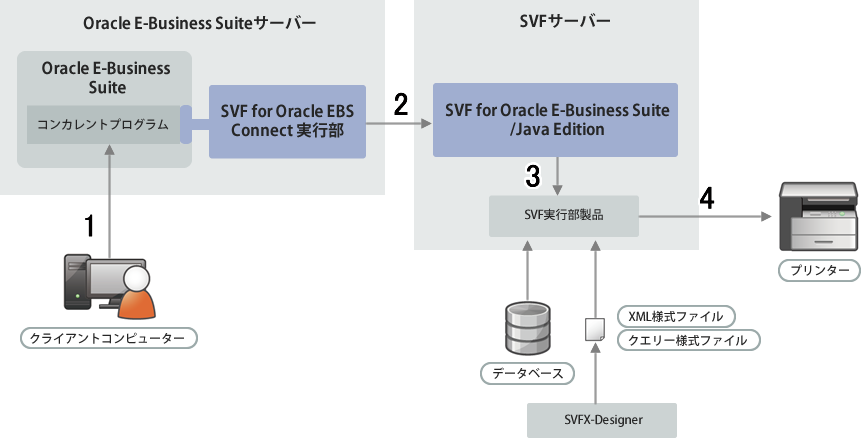 Oracle E-Business Suiteサーバー
SVFサーバー
Oracle E-Business
Suite
コンカレントプログラム
SVF for Oracle EBS
Connect 実行部
2
SVF for Oracle E-Business Suite
/Java Edition
3
SVF実行部製品
4
プリンター
1
クライアントコンピューター
データベース
XML様式ファイル
クエリー様式ファイル
SVFX-Designer